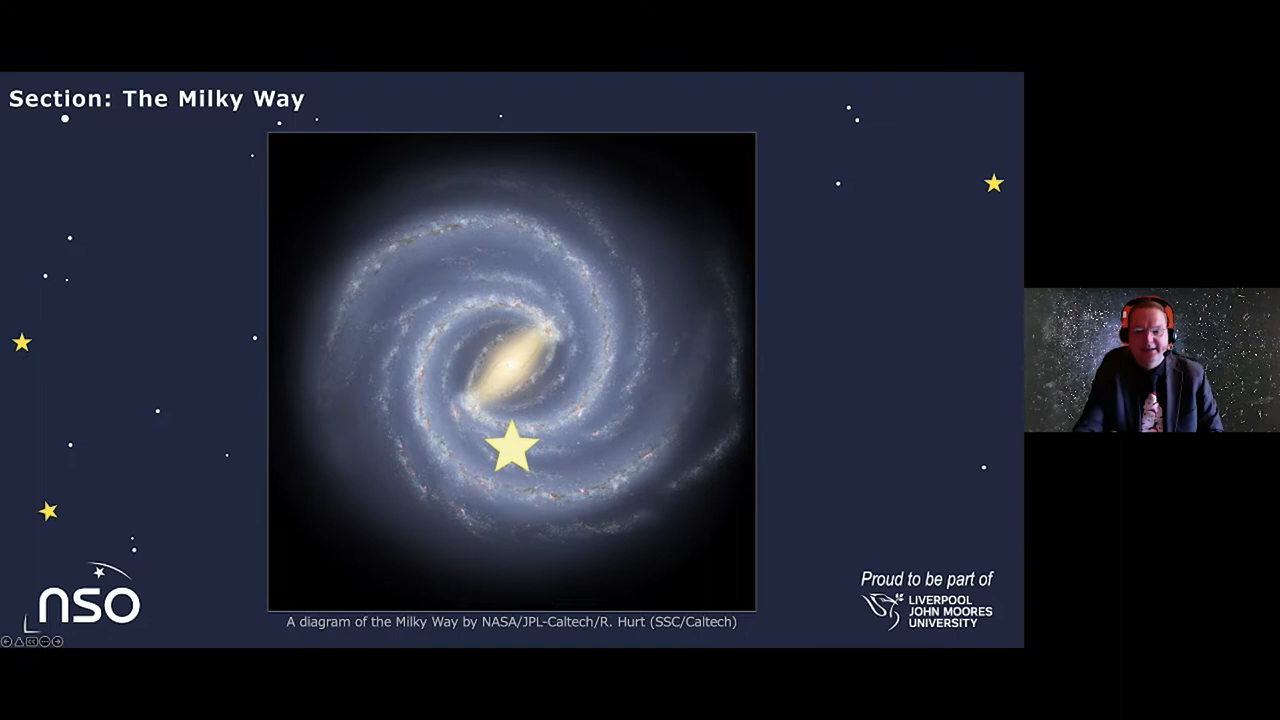 Section: The Milky Way
A diagram of the Milky Way by NASA/JPL-Caltech/R. Hurt (SSC/Caltech)
nso
Proud to be part of
LIVERPOOL
JOHN MOORES
UNIVERSITY